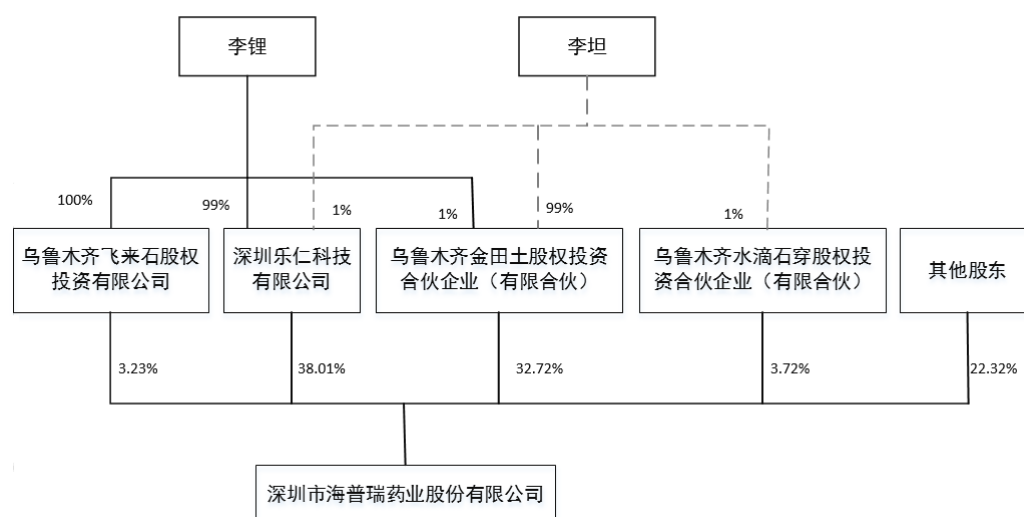 李锂
李坦
100%
99%
1%
1%
99%
1%
乌鲁木齐飞来石股权
投资有限公司
深圳乐仁科技
有限公司
乌鲁木齐金田土股权投资
合伙企业（有限合伙）
乌鲁木齐水滴石穿股权投
资合伙企业（有限合伙）
其他股东
3.23%
38.01%
32.72%
3.72%
22.32%
深圳市海普瑞药业股份有限公司